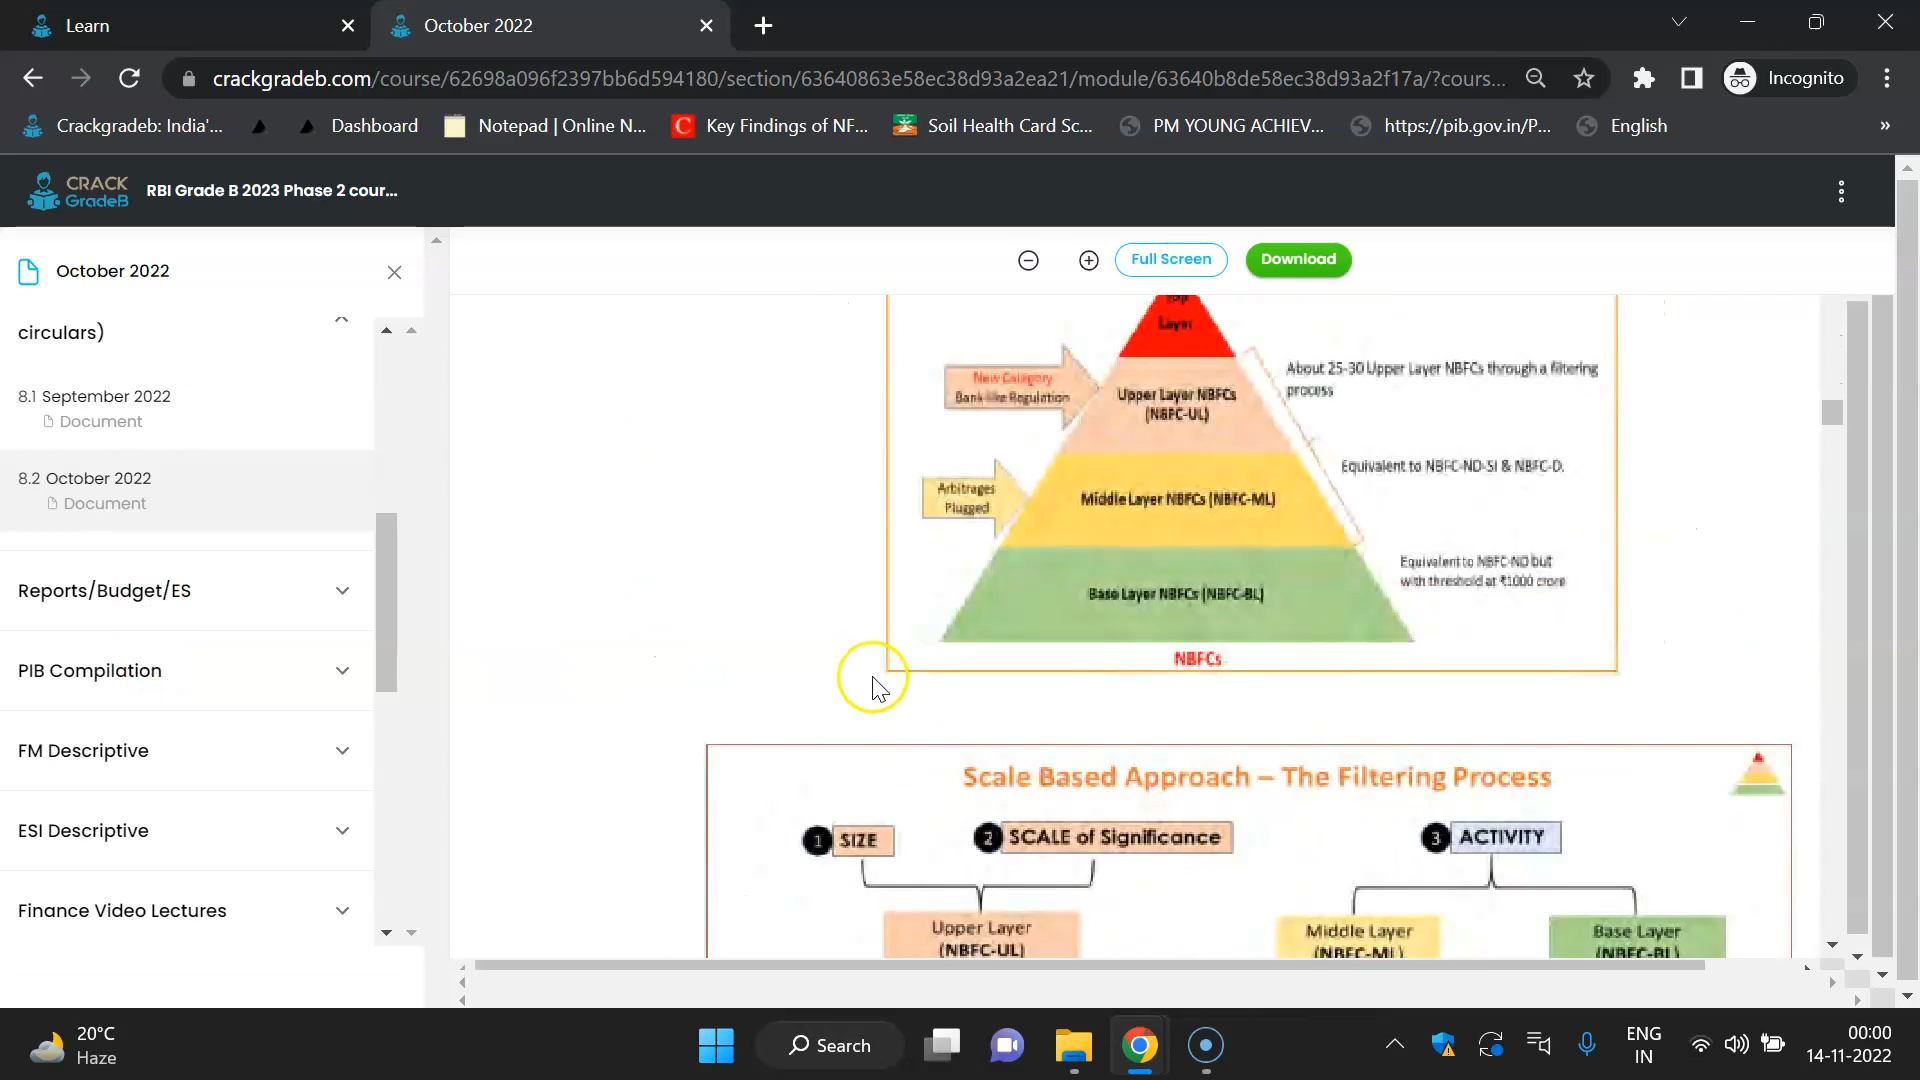 Learn
October 2022
crackgradeb.com/course/62698a096f2397bb6d594180/section/63640863e58ec38d93a2ea21/module/63640b8de58ec38d93a2f17a/?cours...
Incognito
Crackgradeb: India'...
Dashboard
Notepad | Online N...
C
Key Findings of NF...
Soil Health Card Sc...
PM YOUNG ACHIEV...
https://pib.gov.in/P...
English
»
CRACK
GradeB
RBI Grade B 2023 Phase 2 cour...
October 2022
circulars)
8.1 September 2022
Document
8.2 October 2022
Document
Reports/Budget/ES
PIB Compilation
FM Descriptive
ESI Descriptive
Finance Video Lectures
Full Screen
Download
Top
Layer
New Category
Bank-like Regulation
Upper Layer NBFCs
(NBFC-UL)
About 25-30 Upper Layer NBFCs through a filtering
process
Arbitrages
Plugged
Middle Layer NBFCs (NBFC-ML)
Equivalent to NBFC-ND-SI & NBFC-D.
Base Layer NBFCs (NBFC-BL)
Equivalent to NBFC-ND but
with threshold at ₹1000 crore
NBFCs
Scale Based Approach – The Filtering Process
1 SIZE
2 SCALE of Significance
3 ACTIVITY
Upper Layer
(NBFC-UL)
Middle Layer
(NBFC-ML)
Base Layer
(NBFC-BL)
20°C
Haze
Search
ENG
IN
00:00
14-11-2022